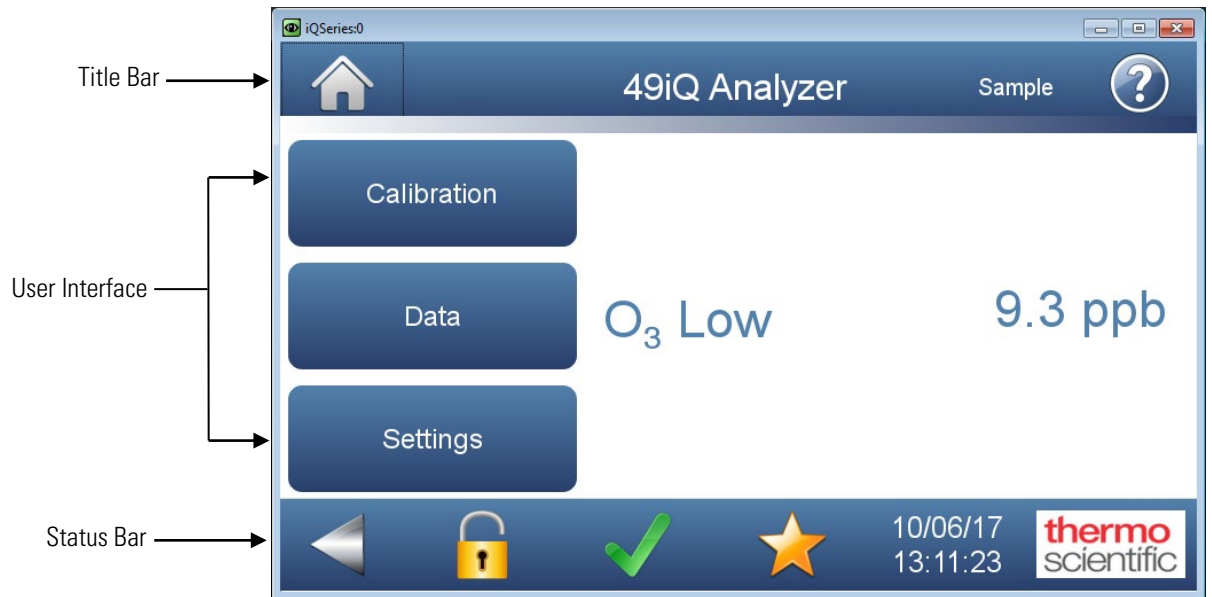 iQSeries:0
Title Bar
49iQ Analyzer
Sample
?
Calibration
User Interface
Data
O₃ Low
9.3 ppb
Settings
Status Bar
10/06/17
13:11:23
thermo
scientific